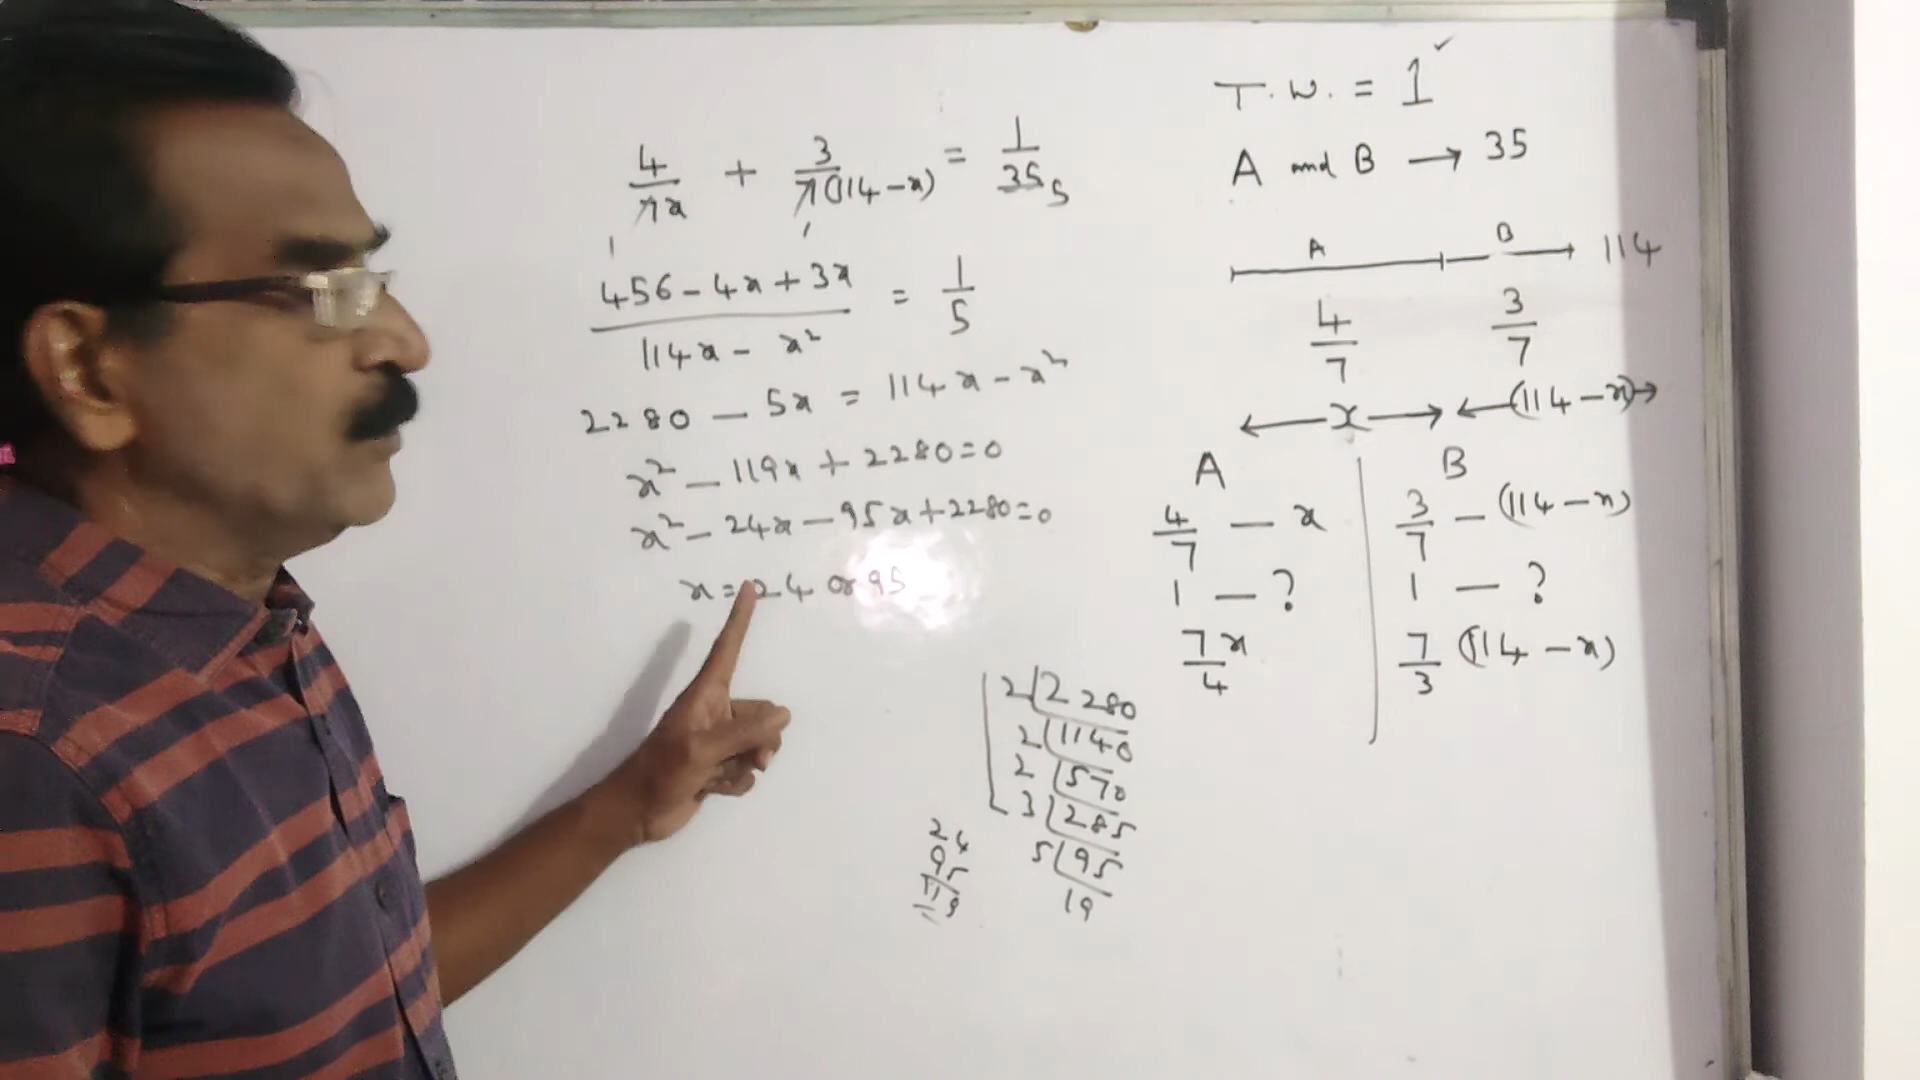 4/7x + 3/7(114-x) = 1/35 5
1 1
456-4x+3x/114x-x² = 1/5
2280 - 5x = 114x-x²
x² - 119x + 2280=0
x² - 24x - 95x+2280=0
x = 24 or 95
T.W. = 1 ✓
A and B → 35
A B 114
4/7 3/7
← x → ← (114-x) →
A B
4/7 - x 3/7 - (114-x)
1 - ? 1 - ?
7x/4 7/3 (114-x)
2 2280
2 1140
2 570
3 285
5 95
19
24
95
119